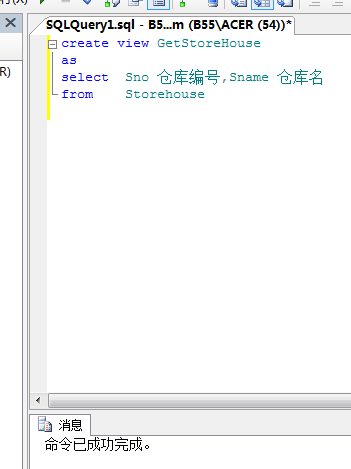 SQLQuery1.sql - B5...m (B55\ACER (54))*
R)
create view GetStoreHouse
as
select Sno 仓库编号,Sname 仓库名
from Storehouse
消息
命令已成功完成。